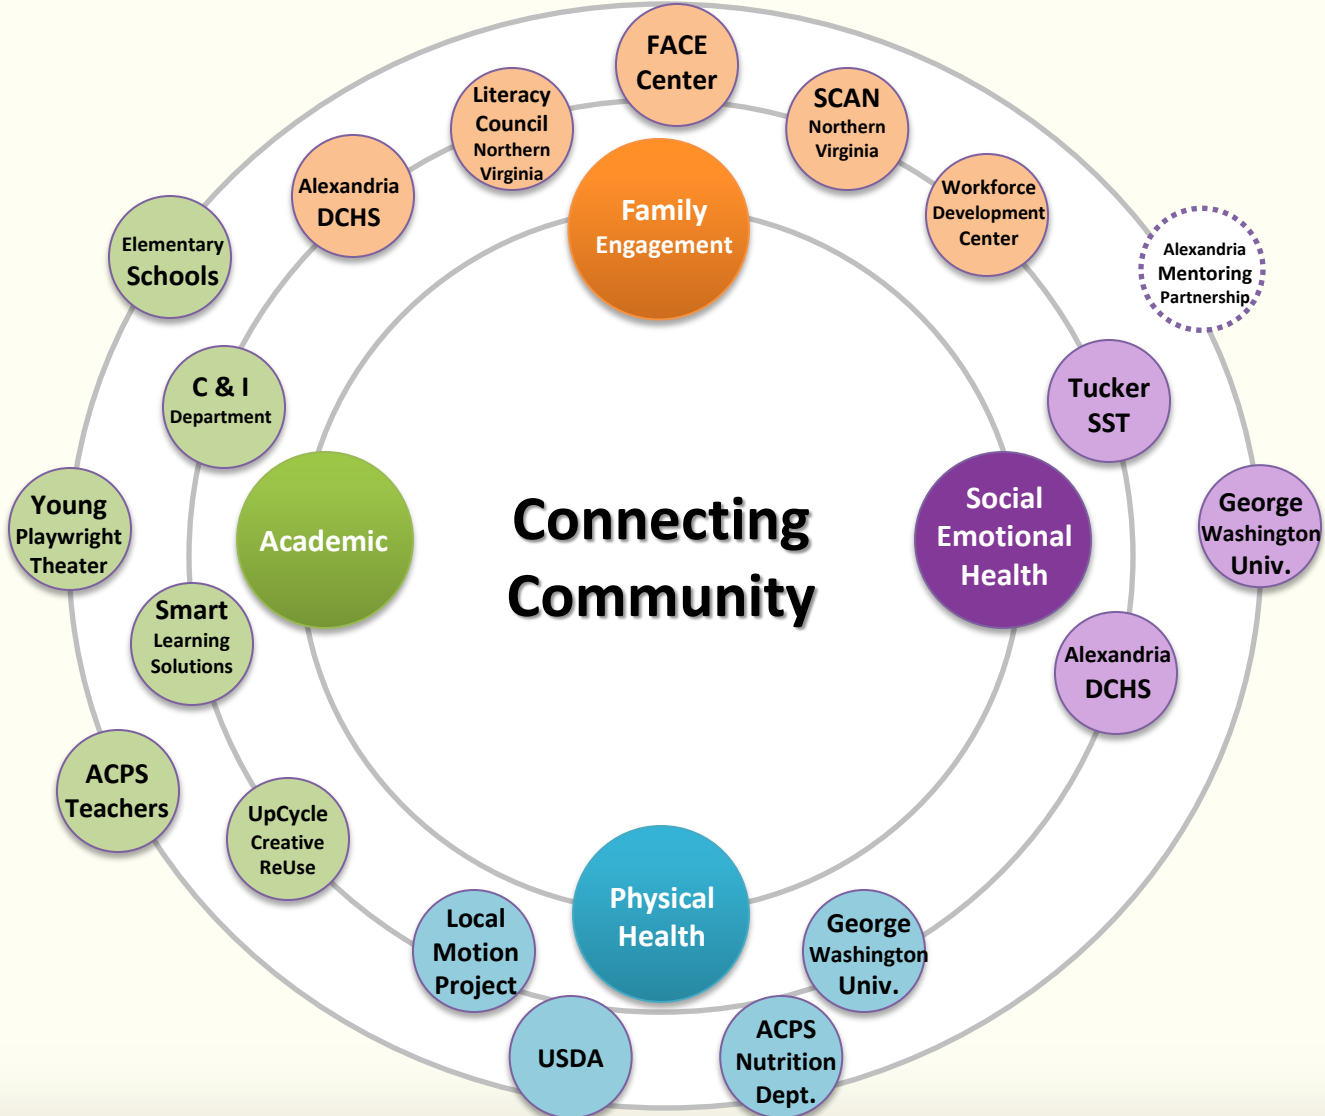 FACE
Center
Literacy
Council
Northern
Virginia
SCAN
Northern
Virginia
Alexandria
DCHS
Workforce
Development
Center
Family
Engagement
Elementary
Schools
Alexandria
Mentoring
Partnership
C & I
Department
Tucker
SST
Young
Playwright
Theater
Academic
Connecting
Community
Social
Emotional
Health
George
Washington
Univ.
Smart
Learning
Solutions
Alexandria
DCHS
ACPS
Teachers
UpCycle
Creative
ReUse
Local
Motion
Project
Physical
Health
George
Washington
Univ.
USDA
ACPS
Nutrition
Dept.